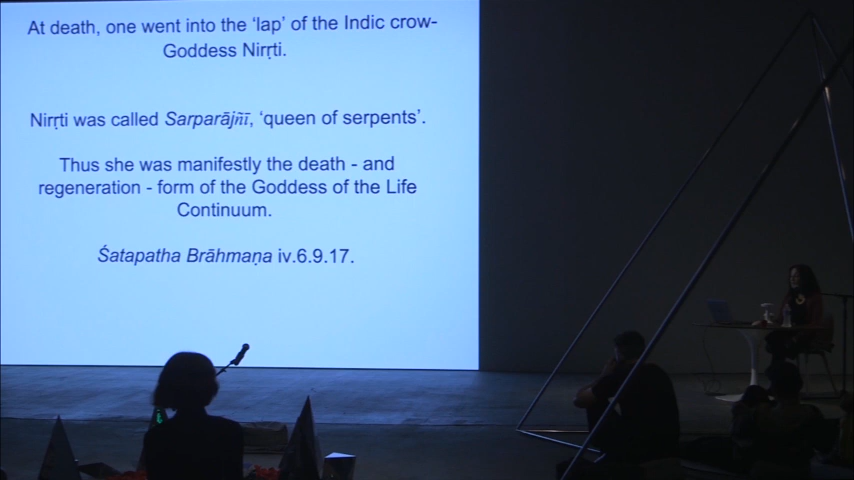 At death, one went into the ‘lap’ of the Indic crow-
Goddess Nirṛti.
Nirṛti was called Sarparājñī, ‘queen of serpents’.
Thus she was manifestly the death - and
regeneration - form of the Goddess of the Life
Continuum.
Śatapatha Brāhmaṇa iv.6.9.17.